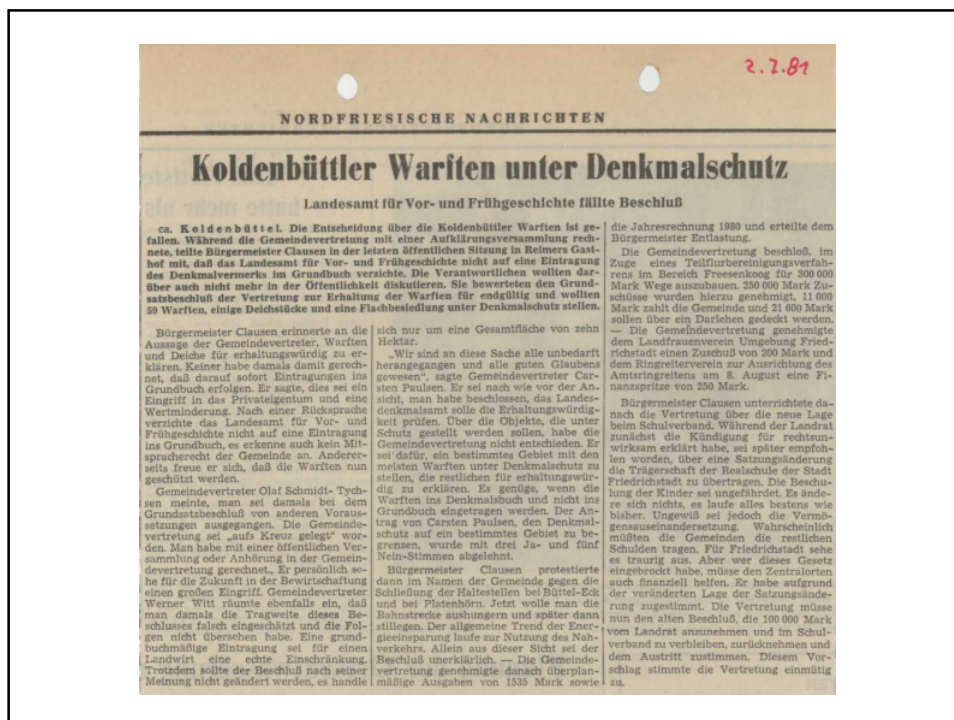 2.7.81
NORDFRIESISCHE NACHRICHTEN
Koldenbüttler Warften unter Denkmalschutz
Landesamt für Vor- und Frühgeschichte fällte Beschluß
ca. Koldenbüttel. Die Entscheidung über die Koldenbüttler Warften ist ge-
fallen. Während die Gemeindevertretung mit einer Aufklärungsversammlung rech-
nete, teilte Bürgermeister Clausen in der letzten öffentlichen Sitzung in Reimers Gast-
hof mit, daß das Landesamt für Vor- und Frühgeschichte nicht auf eine Eintragung
des Denkmalvermerks im Grundbuch verzichte. Die Verantwortlichen wollten dar-
über auch nicht mehr in der Öffentlichkeit diskutieren. Sie bewerteten den Grund-
satzbeschluß der Vertretung zur Erhaltung der Warften für endgültig und wollten
59 Warften, einige Deichstücke und eine Flachbesiedlung unter Denkmalschutz stellen.
Bürgermeister Clausen erinnerte an die
Aussage der Gemeindevertreter, Warften
und Deiche für erhaltungswürdig zu er-
klären. Keiner habe damals damit gerech-
net, daß darauf sofort Eintragungen ins
Grundbuch erfolgen. Er sagte, dies sei ein
Eingriff in das Privateigentum und eine
Wertminderung. Nach einer Rücksprache
verzichte das Landesamt für Vor- und
Frühgeschichte nicht auf eine Eintragung
ins Grundbuch, es erkenne auch kein Mit-
spracherecht der Gemeinde an. Anderer-
seits freue er sich, daß die Warften nun
geschützt werden.
Gemeindevertreter Olaf Schmidt- Tych-
sen meinte, man sei damals bei dem
Grundsatzbeschluß von anderen Voraus-
setzungen ausgegangen. Die Gemeinde-
vertretung sei „aufs Kreuz gelegt" wor-
den. Man habe mit einer öffentlichen Ver-
sammlung oder Anhörung in der Gemein-
devertretung gerechnet., Er persönlich se-
he für die Zukunft in der Bewirtschaftung
einen großen Eingriff. Gemeindevertreter
Werner Witt räumte ebenfalls ein, daß
man damals die Tragweite dieses Be-
schlusses falsch eingeschätzt und die Fol-
gen nicht übersehen habe. Eine grund-
buchmäßige Eintragung sei für einen
Landwirt eine echte Einschränkung.
Trotzdem sollte der Beschluß nach seiner
Meinung nicht geändert werden, es handle
sich nur um eine Gesamtfläche von zehn
Hektar.
„Wir sind an diese Sache alle unbedarft
herangegangen und alle guten Glaubens
gewesen", sagte Gemeindevertreter Car-
sten Paulsen. Er sei nach wie vor der An-
sicht, man habe beschlossen, das Landes-
denkmalsamt solle die Erhaltungswürdig-
keit prüfen. Über die Objekte, die unter
Schutz gestellt werden sollen, habe die
Gemeindevertretung nicht entschieden. Er
sei dafür, ein bestimmtes Gebiet mit den
meisten Warften unter Denkmalschutz zu
stellen, die restlichen für erhaltungswür-
dig zu erklären. Es genüge, wenn die
Warften ins Denkmalsbuch und nicht ins
Grundbuch eingetragen werden. Der An-
trag von Carsten Paulsen, den Denkmal-
schutz auf ein bestimmtes Gebiet zu be-
grenzen, wurde mit drei Ja- und fünf
Nein-Stimmen abgelehnt.
Bürgermeister Clausen protestierte
dann im Namen der Gemeinde gegen die
Schließung der Haltestellen bei Büttel-Eck
und bei Platenhörn. Jetzt wolle man die
Bahnstrecke aushungern und später dann
stillegen. Der allgemeine Trend der Ener-
gieeinsparung laufe zur Nutzung des Nah-
verkehrs. Allein aus dieser Sicht sei der
Beschluß unerklärlich. — Die Gemeinde-
vertretung genehmigte danach überplan-
mäßige Ausgaben von 1535 Mark sowie
die Jahresrechnung 1980 und erteilte dem
Bürgermeister Entlastung.
Die Gemeindevertretung beschloß, im
Zuge eines Teilflurbereinigungsverfah-
rens im Bereich Freesenkoog für 300 000
Mark Wege auszubauen. 250 000 Mark Zu-
schüsse wurden hierzu genehmigt, 11 000
Mark zahlt die Gemeinde und 21 600 Mark
sollen über ein Darlehen gedeckt werden.
— Die Gemeindevertretung genehmigte
dem Landfrauenverein Umgebung Fried-
richstadt einen Zuschuß von 200 Mark und
dem Ringreiterverein zur Ausrichtung des
Amtsringreitens am 8. August eine Fi-
nanzspritze von 250 Mark.
Bürgermeister Clausen unterrichtete da-
nach die Vertretung über die neue Lage
beim Schulverband. Während der Landrat
zunächst die Kündigung für rechtsun-
wirksam erklärt habe, sei später empfoh-
len worden, über eine Satzungsänderung
die Trägerschaft der Realschule der Stadt
Friedrichstadt zu übertragen. Die Beschu-
lung der Kinder sei ungefährdet. Es ände-
re sich nichts, es laufe alles bestens wie
bisher. Ungewiß sei jedoch die Vermö-
gensauseinandersetzung. Wahrscheinlich
müßten die Gemeinden die restlichen
Schulden tragen. Für Friedrichstadt sehe
es traurig aus. Aber wer dieses Gesetz
eingebrockt habe, müsse den Zentralorten
auch finanziell helfen. Er habe aufgrund
der veränderten Lage der Satzungsände-
rung zugestimmt. Die Vertretung müsse
nun den alten Beschluß, die 100 000 Mark
vom Landrat anzunehmen und im Schul-
verband zu verbleiben, zurücknehmen und
dem Austritt zustimmen. Diesem Vor-
schlag stimmte die Vertretung einmütig
zu.